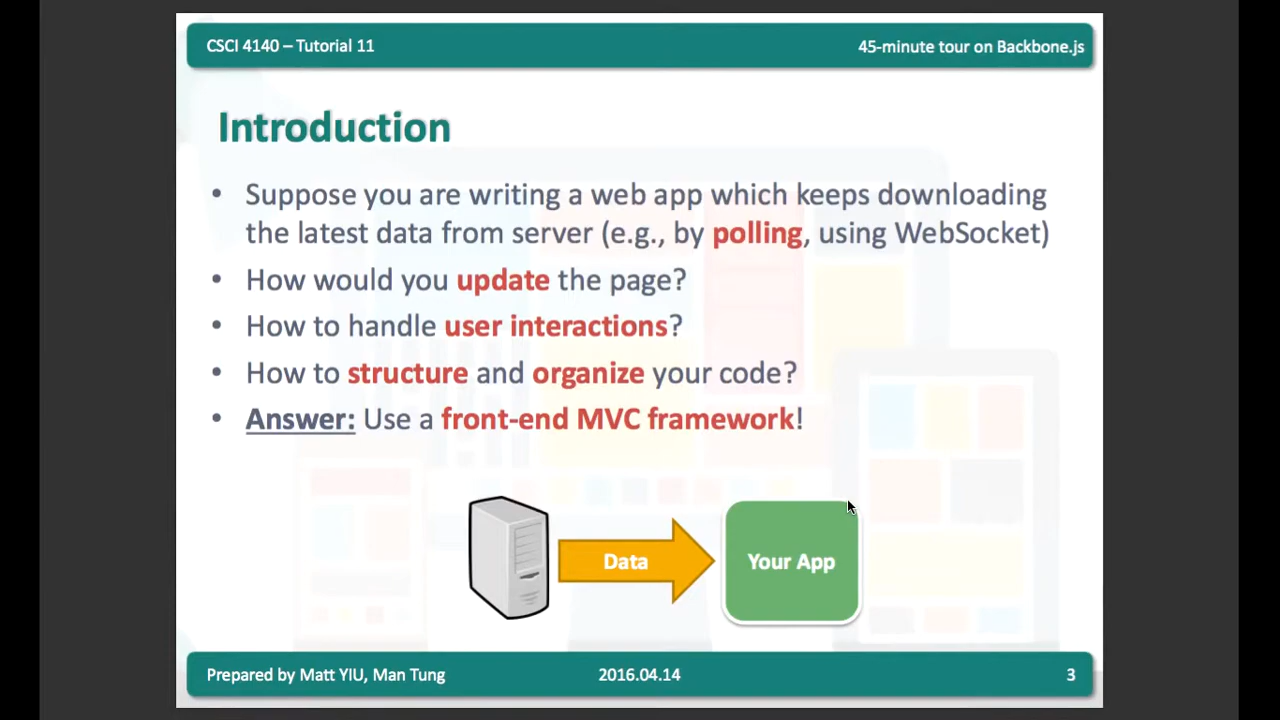 CSCI 4140 – Tutorial 11
45-minute tour on Backbone.js
Introduction
• Suppose you are writing a web app which keeps downloading
the latest data from server (e.g., by polling, using WebSocket)
• How would you update the page?
• How to handle user interactions?
• How to structure and organize your code?
• Answer: Use a front-end MVC framework!
Data
Your App
Prepared by Matt YIU, Man Tung
2016.04.14
3